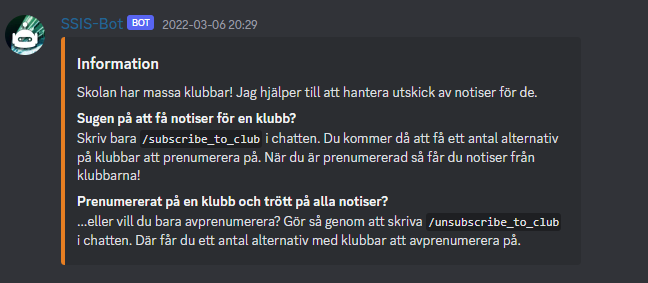 SSIS-Bot BOT 2022-03-06 20:29
Information
Skolan har massa klubbar! Jag hjälper till att hantera utskick av notiser för de.
Sugen på att få notiser för en klubb?
Skriv bara /subscribe_to_club i chatten. Du kommer då att få ett antal alternativ
på klubbar att prenumerera på. När du är prenumererad så får du notiser från
klubbarna!
Prenumererat på en klubb och trött på alla notiser?
...eller vill du bara avprenumerera? Gör så genom att skriva /unsubscribe_to_club
i chatten. Där får du ett antal alternativ med klubbar att avprenumerera på.